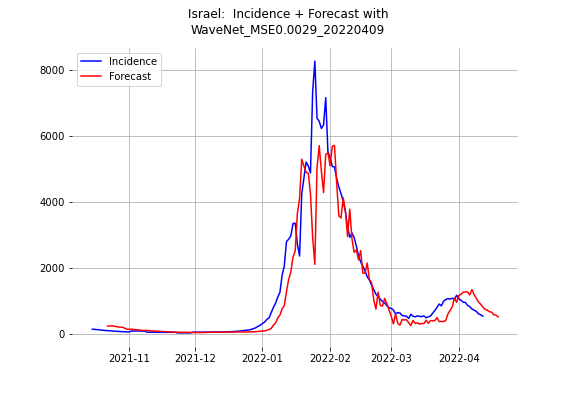 Israel:  Incidence + Forecast with
WaveNet_MSE0.0029_20220409
Incidence
Forecast
8000
6000
4000
2000
0
2021-11
2021-12
2022-01
2022-02
2022-03
2022-04